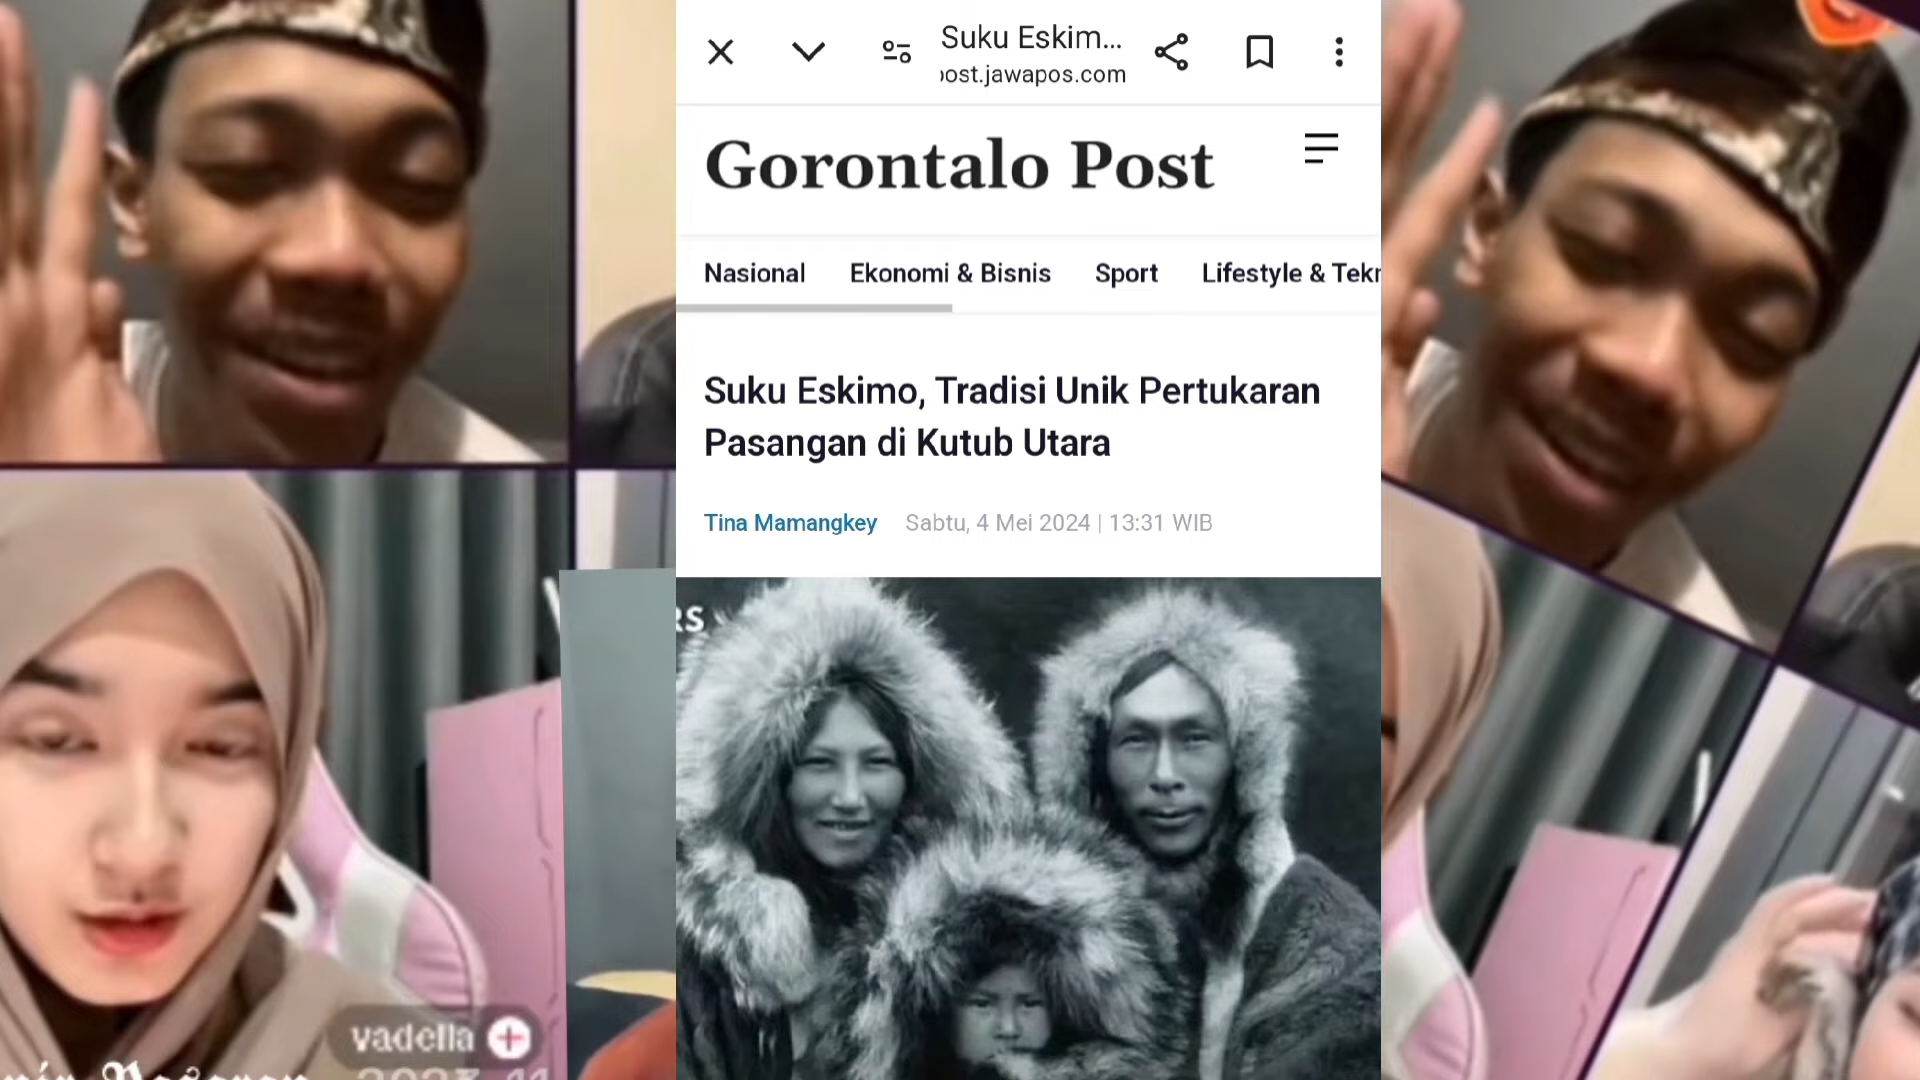 Suku Eskim...
ost.jawapos.com
Gorontalo Post
Nasional Ekonomi & Bisnis Sport Lifestyle & Tekn
Suku Eskimo, Tradisi Unik Pertukaran
Pasangan di Kutub Utara
Tina Mamangkey Sabtu, 4 Mei 2024 | 13:31 WIB
RS
vadella